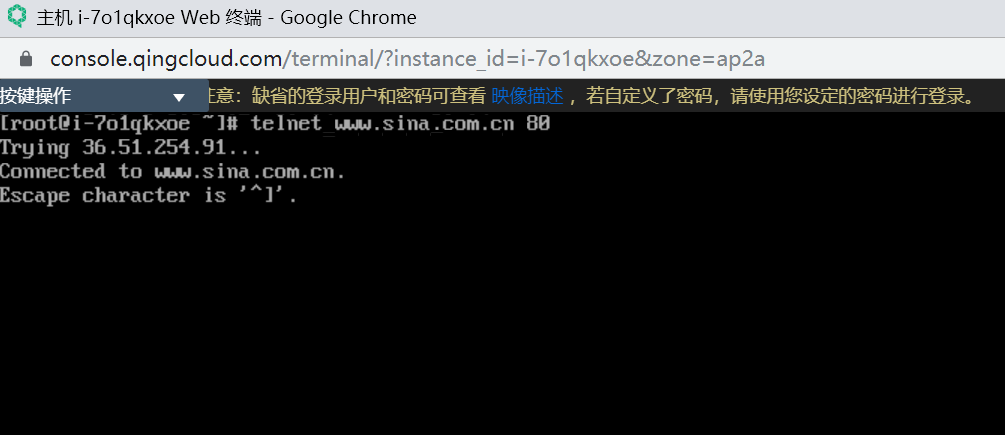 主机 i-7o1qkxoe Web 终端 - Google Chrome
console.qingcloud.com/terminal/?instance_id=i-7o1qkxoe&zone=ap2a
按键操作 注意：缺省的登录用户和密码可查看 映像描述 ，若自定义了密码，请使用您设定的密码进行登录。
[root@i-7o1qkxoe ~]# telnet www.sina.com.cn 80
Trying 36.51.254.91...
Connected to www.sina.com.cn.
Escape character is '^]'.